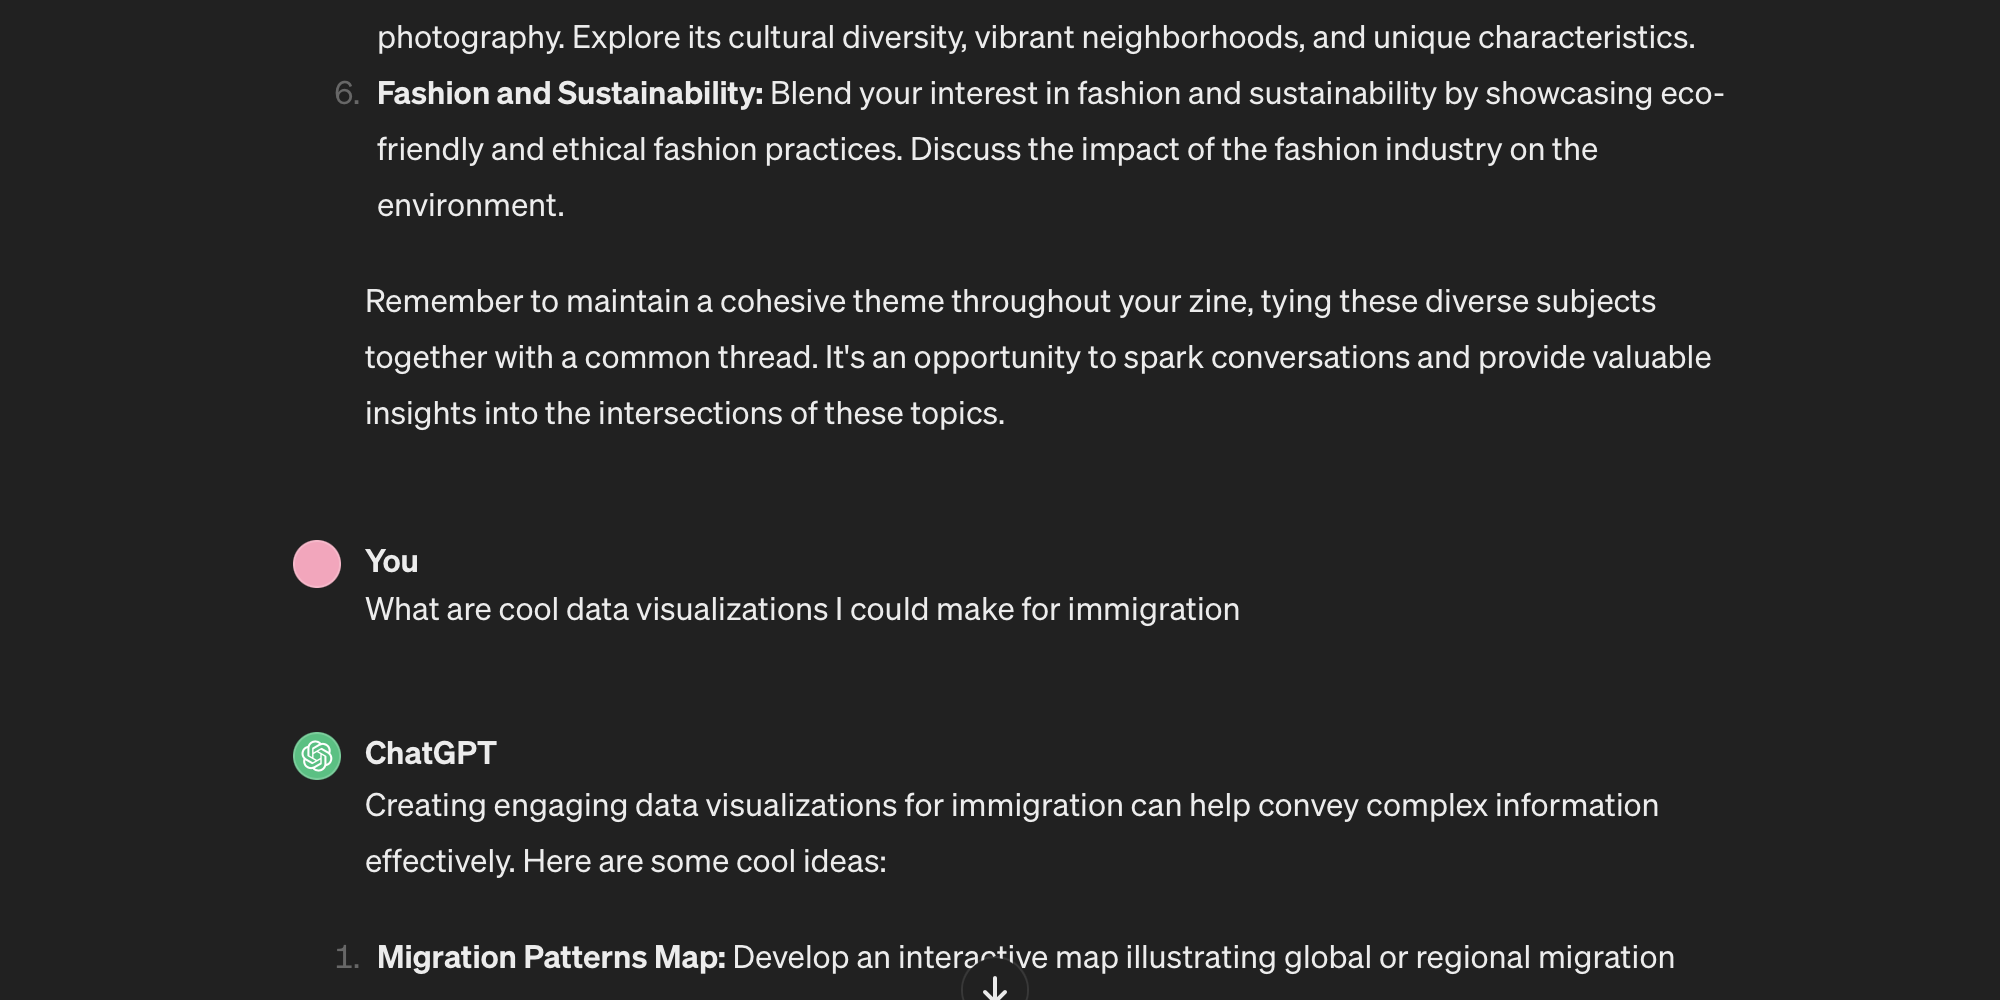 photography. Explore its cultural diversity, vibrant neighborhoods, and unique characteristics.
6. Fashion and Sustainability: Blend your interest in fashion and sustainability by showcasing eco-
friendly and ethical fashion practices. Discuss the impact of the fashion industry on the
environment.
Remember to maintain a cohesive theme throughout your zine, tying these diverse subjects
together with a common thread. It's an opportunity to spark conversations and provide valuable
insights into the intersections of these topics.
You
What are cool data visualizations I could make for immigration
ChatGPT
Creating engaging data visualizations for immigration can help convey complex information
effectively. Here are some cool ideas:
1. Migration Patterns Map: Develop an interactive map illustrating global or regional migration